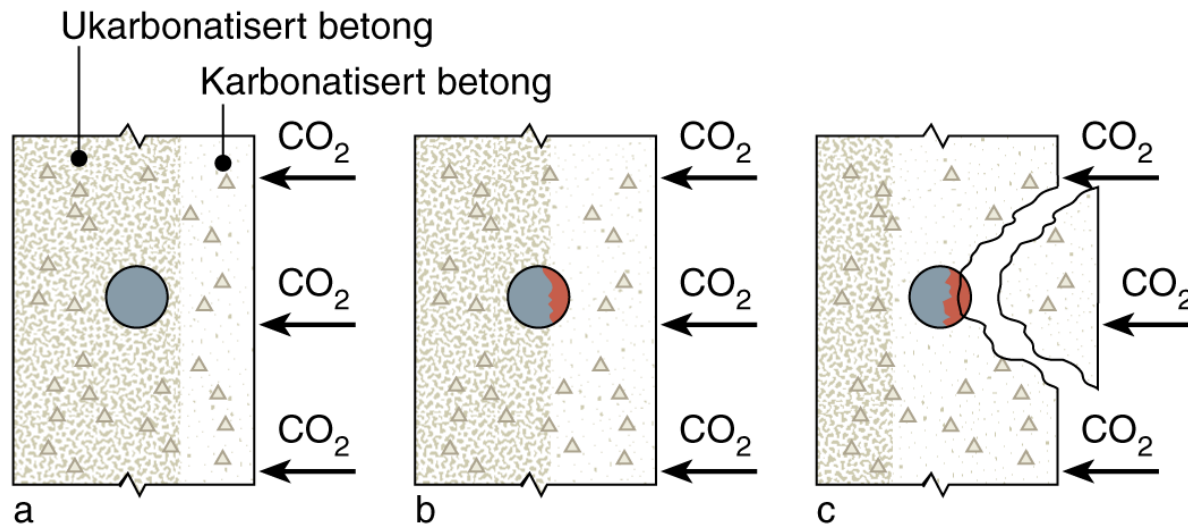 Ukarbonatisert betong
Karbonatisert betong
CO2
CO2
CO2
a
CO2
CO2
CO2
b
CO2
CO2
CO2
c